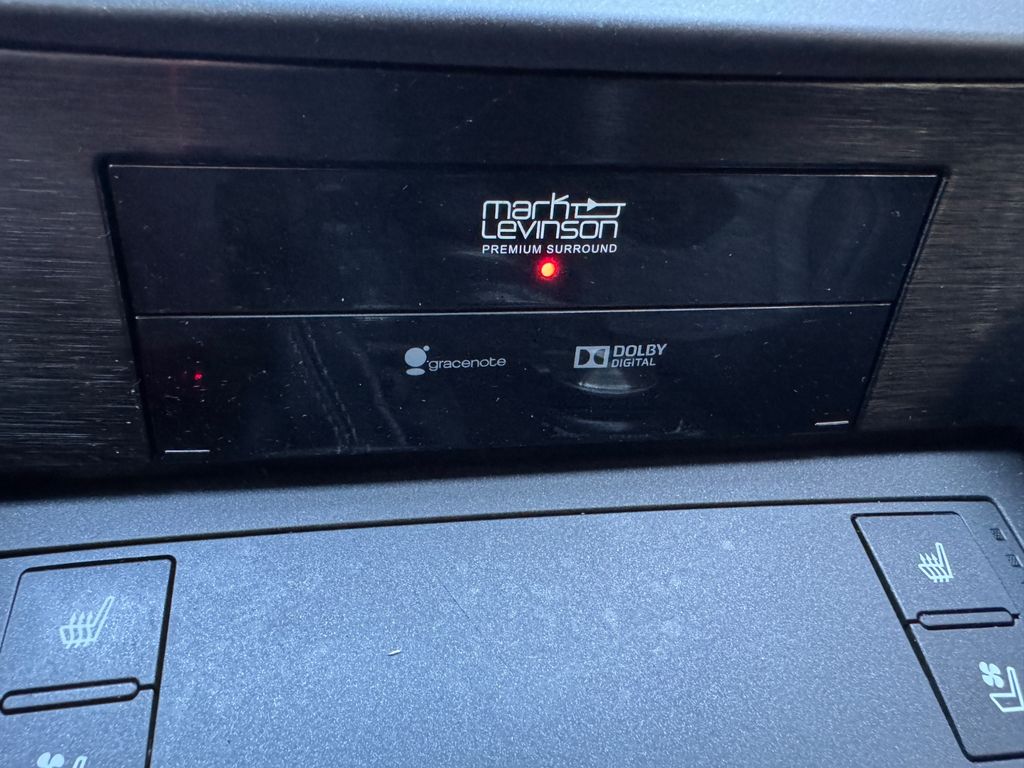 mark
LEVINSON
PREMIUM SURROUND
gracenote
DOLBY
DIGITAL